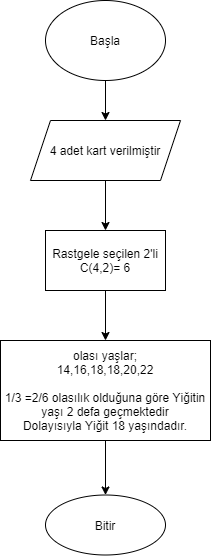 Başla
4 adet kart verilmiştir
Rastgele seçilen 2'li
C(4,2)= 6
olası yaşlar;
14,16,18,18,20,22
1/3 =2/6 olasılık olduğuna göre Yiğitin
yaşı 2 defa geçmektedir
Dolayısıyla Yiğit 18 yaşındadır.
Bitir